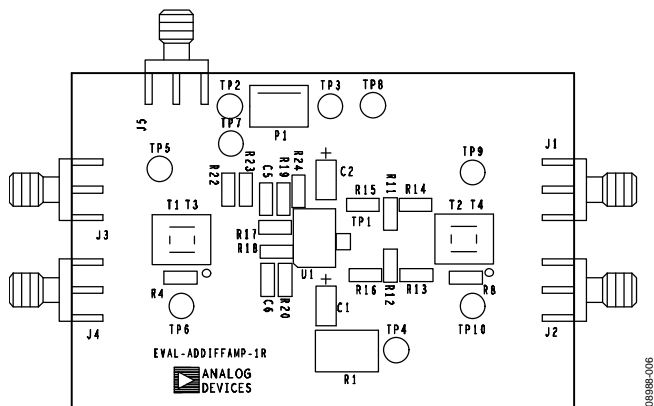 TP2
TP3
TP8
J5
P1
TP7
TP5
R22
R23
C5
R19
R24
C2
TP9
J1
R15
R11
R14
T1 T3
TP1
T2 T4
J3
R17
R18
U1
R4
C6
R20
C1
R16
R12
R13
R8
TP6
TP10
J4
J2
TP4
EVAL-ADDIFFAMP-1R
ANALOG
DEVICES
R1
08988-006